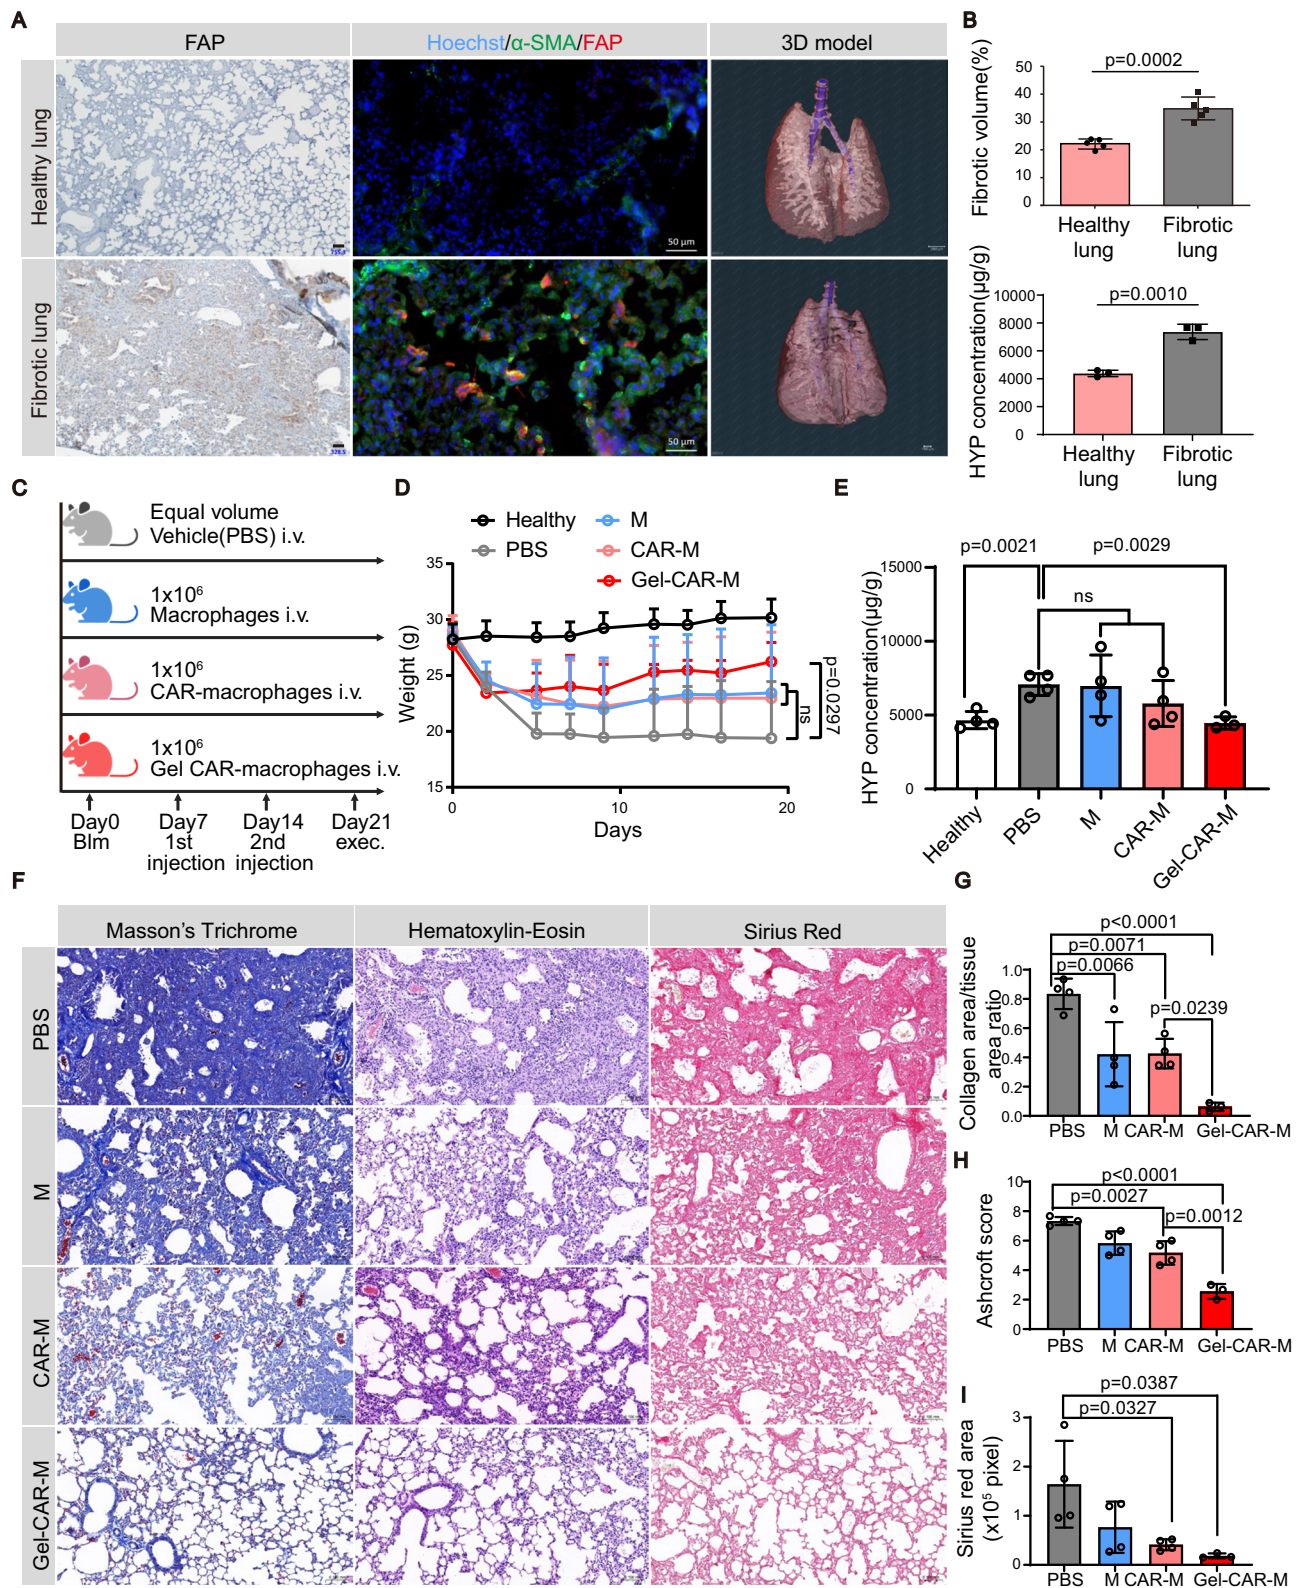 A
FAP
Hoechst/α-SMA/FAP
3D model
Healthy lung
50 µm
Fibrotic lung
50 µm
B
Fibrotic volume(%)
p=0.0002
50
40
30
20
10
0
Healthy lung
Fibrotic lung
HYP concentration(µg/g)
p=0.0010
10000
8000
6000
4000
2000
0
Healthy lung
Fibrotic lung
C
Equal volume
Vehicle(PBS) i.v.
1x10⁶
Macrophages i.v.
1x10⁶
CAR-macrophages i.v.
1x10⁶
Gel CAR-macrophages i.v.
Day0
Blm
Day7
1st
injection
Day14
2nd
injection
Day21
exec.
D
Healthy
M
PBS
CAR-M
Gel-CAR-M
Weight (g)
35
30
25
20
15
0
10
20
Days
ns
p=0.0297
E
p=0.0021
p=0.0029
ns
HYP concentration(µg/g)
15000
10000
5000
0
Healthy
PBS
M
CAR-M
Gel-CAR-M
F
Masson's Trichrome
Hematoxylin-Eosin
Sirius Red
PBS
M
CAR-M
Gel-CAR-M
G
p<0.0001
p=0.0071
p=0.0066
p=0.0239
Collagen area/tissue
area ratio
1.0
0.8
0.6
0.4
0.2
0.0
PBS
M
CAR-M
Gel-CAR-M
H
p<0.0001
p=0.0027
p=0.0012
Ashcroft score
10
8
6
4
2
0
PBS
M
CAR-M
Gel-CAR-M
I
p=0.0387
p=0.0327
Sirius red area
(x10⁵ pixel)
3
2
1
0
PBS
M
CAR-M
Gel-CAR-M